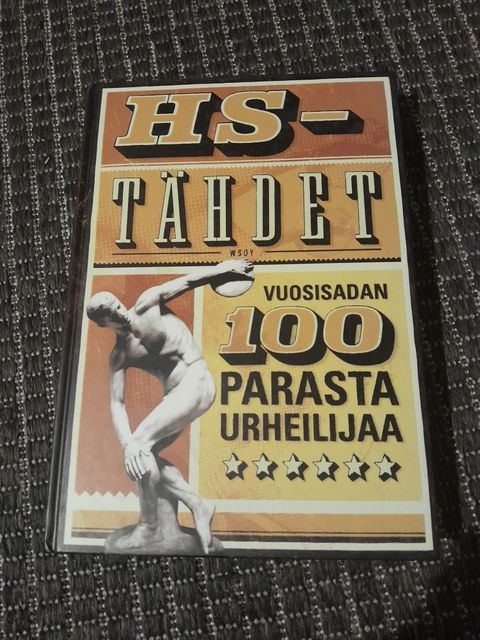 HS-
TÄHDET
WSOY
VUOSISADAN
100
PARASTA
URHEILIJAA